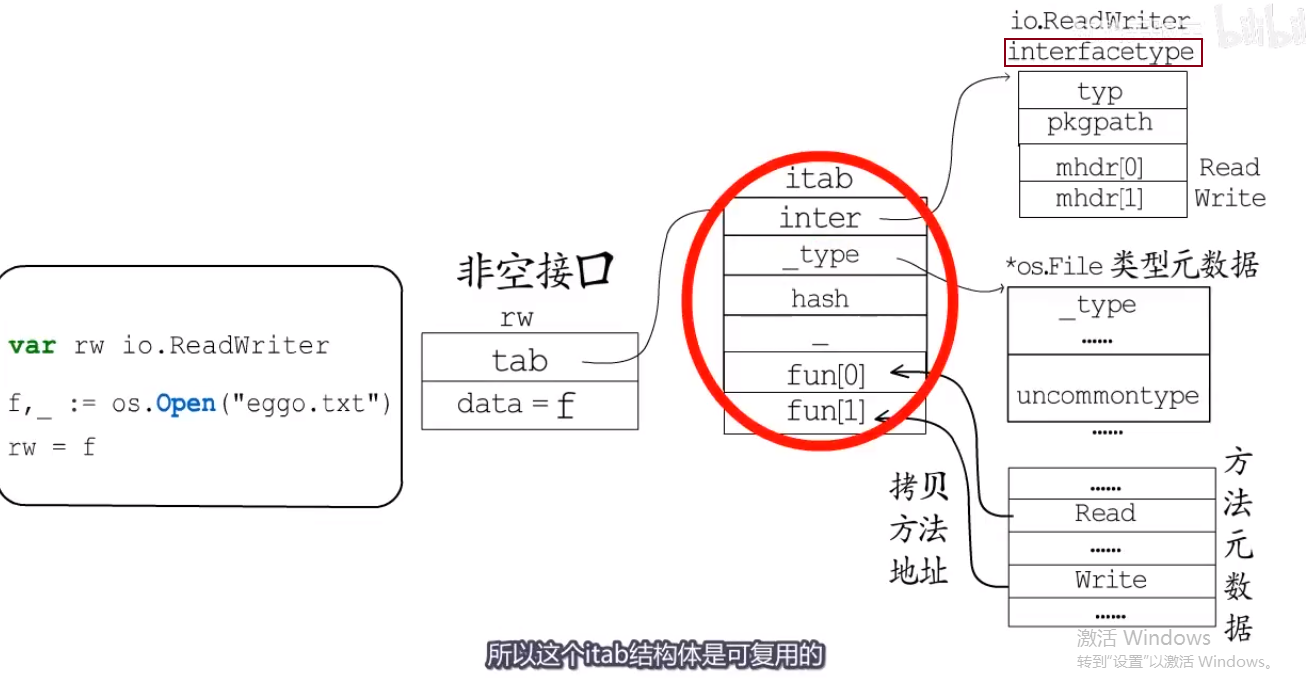 var rw io.ReadWriter
f,_ := os.Open("eggo.txt")
rw = f
非空接口
rw
tab
data = f
itab
inter
_type
hash
_
fun[0]
fun[1]
拷贝
方法
地址
io.ReadWriter
interfacetype
typ
pkgpath
mhdr[0] Read
mhdr[1] Write
*os.File 类型元数据
_type
......
uncommontype
......
......
Read
......
Write
......
方法元数据
bilibili
激活 Windows
转到"设置"以激活 Windows。
所以这个itab结构体是可复用的